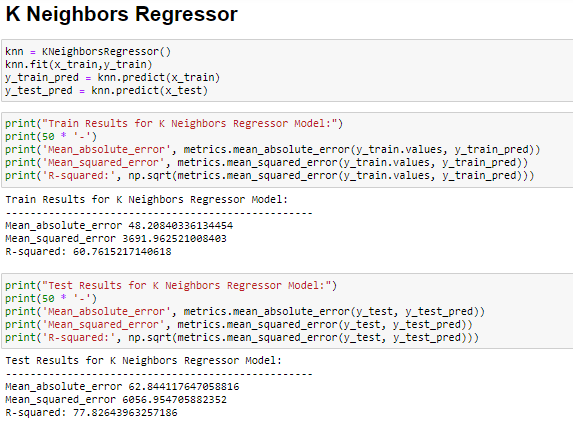 K Neighbors Regressor
knn = KNeighborsRegressor()
knn.fit(x_train,y_train)
y_train_pred = knn.predict(x_train)
y_test_pred = knn.predict(x_test)
print("Train Results for K Neighbors Regressor Model:")
print(50 * '-')
print('Mean_absolute_error', metrics.mean_absolute_error(y_train.values, y_train_pred))
print('Mean_squared_error', metrics.mean_squared_error(y_train.values, y_train_pred))
print('R-squared:', np.sqrt(metrics.mean_squared_error(y_train.values, y_train_pred)))
Train Results for K Neighbors Regressor Model:
--------------------------------------------------
Mean_absolute_error 48.20840336134454
Mean_squared_error 3691.962521008403
R-squared: 60.7615217140618
print("Test Results for K Neighbors Regressor Model:")
print(50 * '-')
print('Mean_absolute_error', metrics.mean_absolute_error(y_test, y_test_pred))
print('Mean_squared_error', metrics.mean_squared_error(y_test, y_test_pred))
print('R-squared:', np.sqrt(metrics.mean_squared_error(y_test, y_test_pred)))
Test Results for K Neighbors Regressor Model:
--------------------------------------------------
Mean_absolute_error 62.844117647058816
Mean_squared_error 6056.954705882352
R-squared: 77.82643963257186